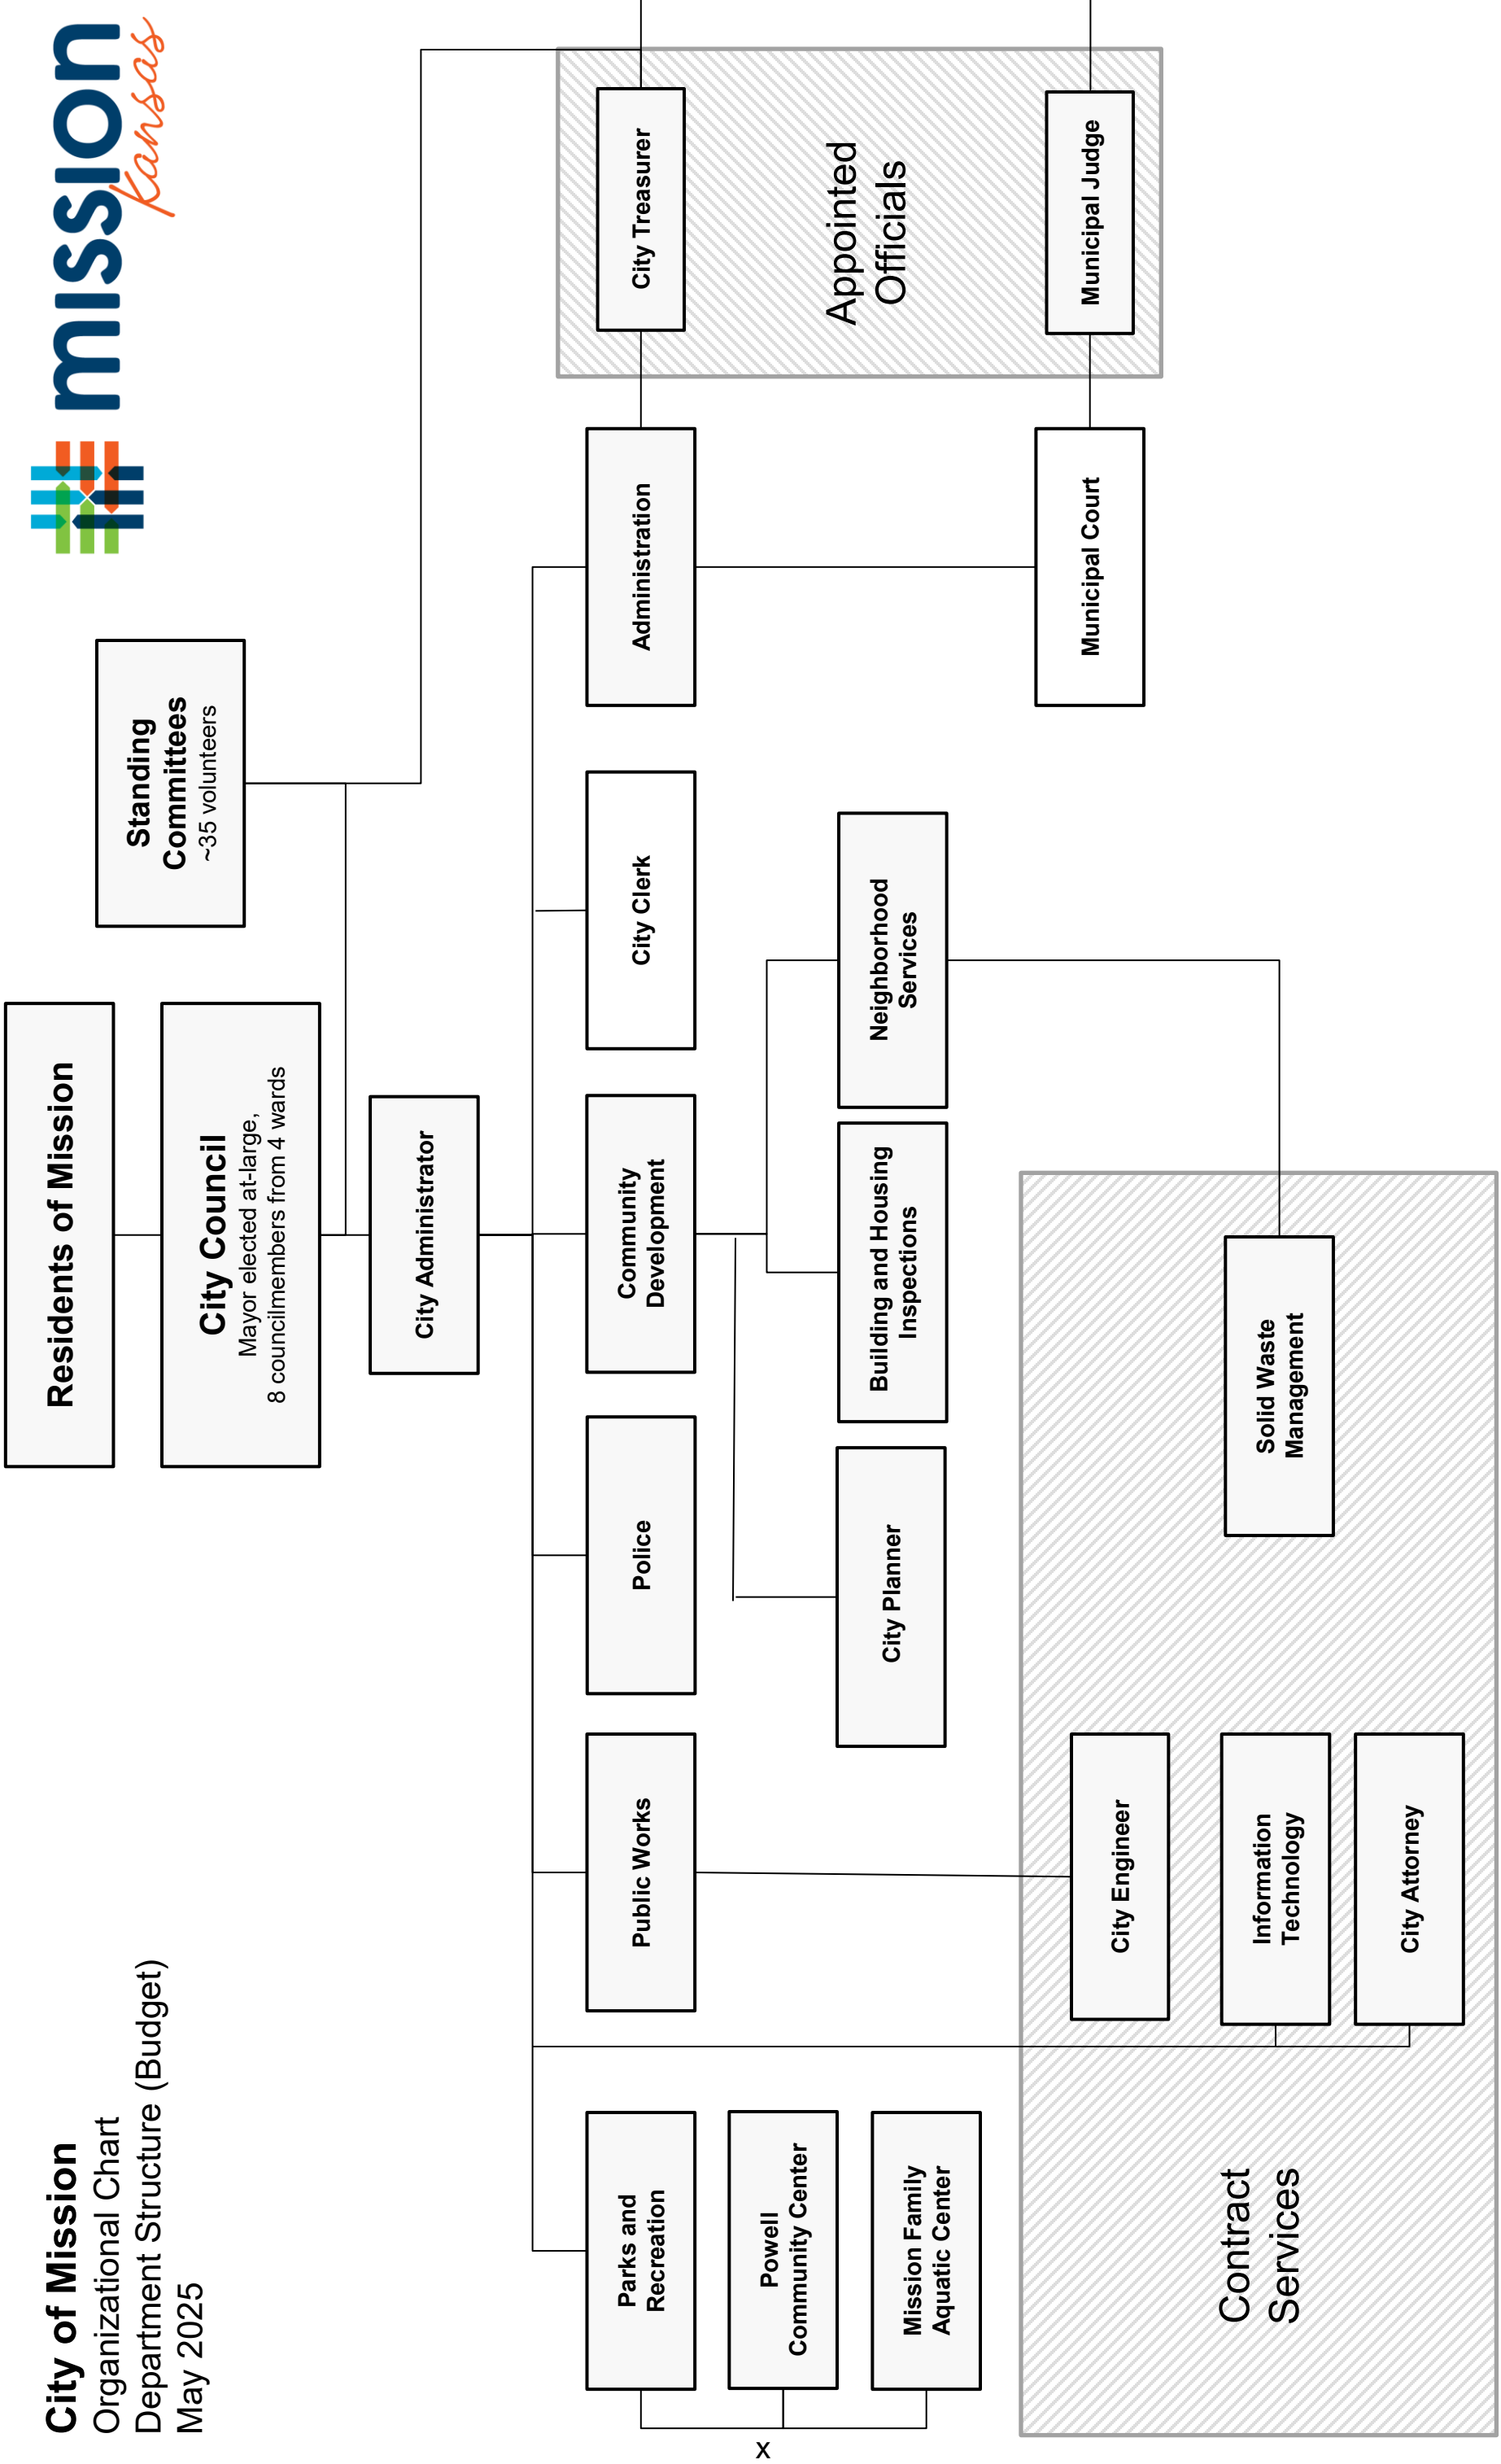 City of Mission
Organizational Chart
Department Structure (Budget)
May 2025
mission
kansas
Residents of Mission
City Council
Mayor elected at-large,
8 councilmembers from 4 wards
Standing
Committees
~35 volunteers
City Administrator
Parks and
Recreation
Public Works
Police
Community
Development
City Clerk
Administration
City Treasurer
Powell
Community Center
Mission Family
Aquatic Center
x
City Planner
Building and Housing
Inspections
Neighborhood
Services
Appointed
Officials
Municipal Court
Municipal Judge
Contract
Services
City Engineer
Information
Technology
City Attorney
Solid Waste
Management